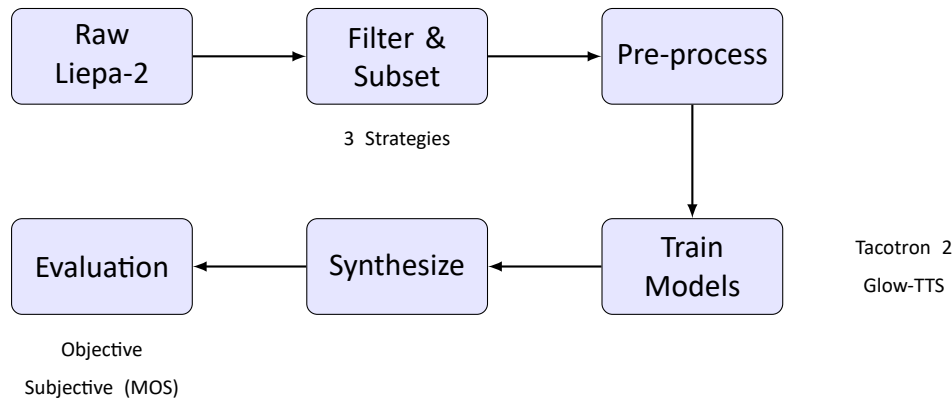 Raw
Liepa-2
Filter &
Subset
3 Strategies
Pre-process
Train
Models
Tacotron 2
Glow-TTS
Synthesize
Evaluation
Objective
Subjective (MOS)